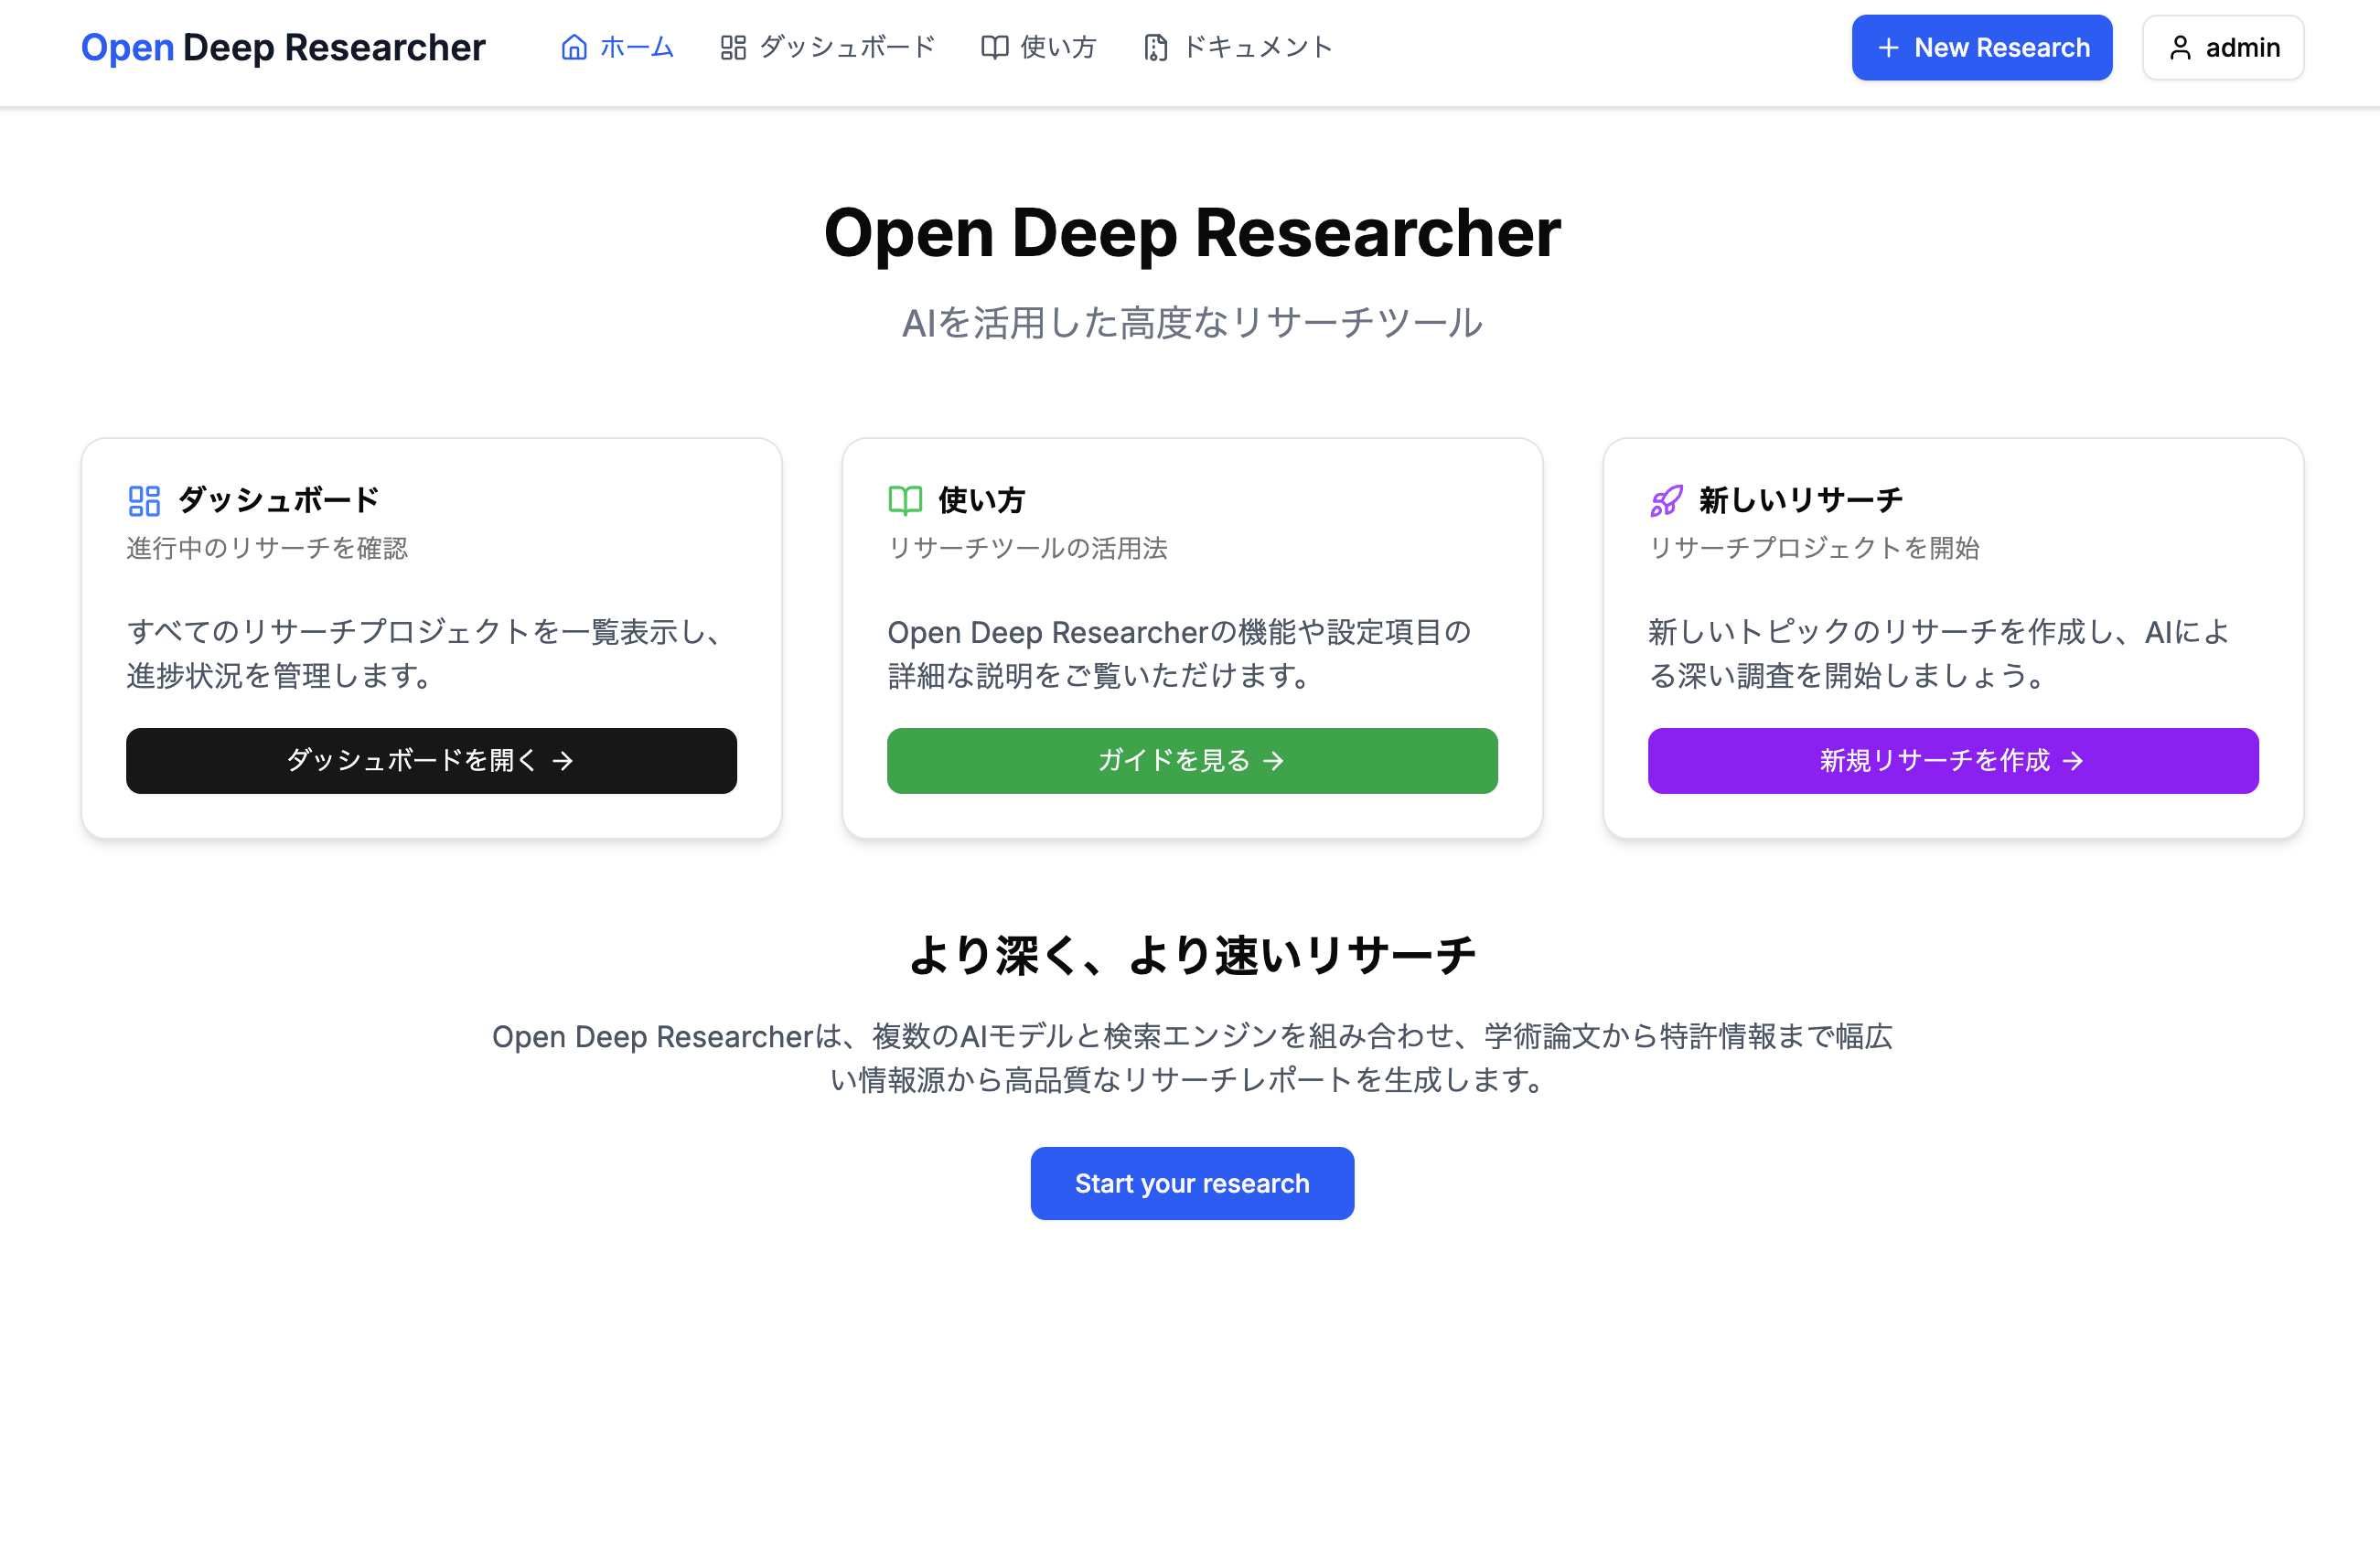 Open Deep Researcher ホーム ダッシュボード 使い方 ドキュメント + New Research admin
Open Deep Researcher
AIを活用した高度なリサーチツール
ダッシュボード
進行中のリサーチを確認
すべてのリサーチプロジェクトを一覧表示し、
進捗状況を管理します。
ダッシュボードを開く →
使い方
リサーチツールの活用法
Open Deep Researcherの機能や設定項目の
詳細な説明をご覧いただけます。
ガイドを見る →
新しいリサーチ
リサーチプロジェクトを開始
新しいトピックのリサーチを作成し、AIによ
る深い調査を開始しましょう。
新規リサーチを作成 →
より深く、より速いリサーチ
Open Deep Researcherは、複数のAIモデルと検索エンジンを組み合わせ、学術論文から特許情報まで幅広
い情報源から高品質なリサーチレポートを生成します。
Start your research